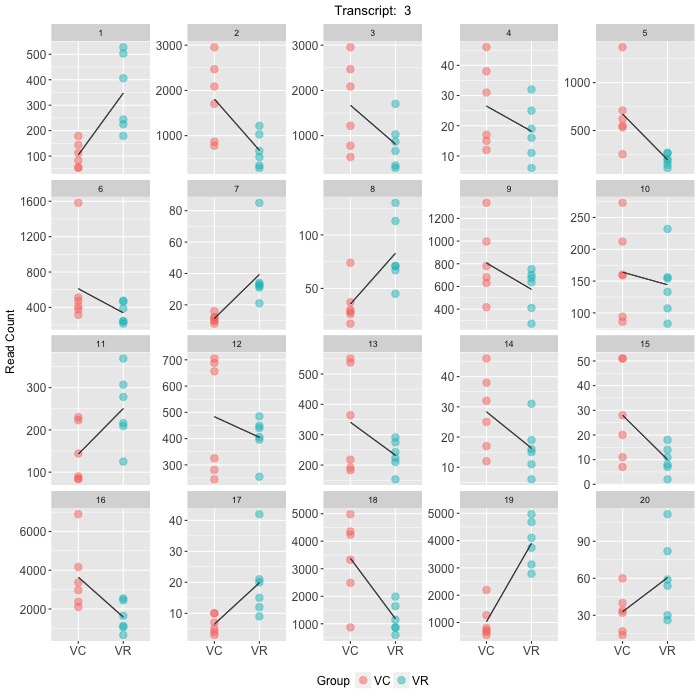 Transcript: 3
1 2 3 4 5
500 400 300 200 100
3000 2000 1000
3000 2000 1000
40 30 20 10
1000 500
6 7 8 9 10
1600 1200 800 400
80 60 40 20
100 50
1200 1000 800 600 400
250 200 150 100
Read Count
11 12 13 14 15
300 200 100
700 600 500 400 300
500 400 300 200
40 30 20 10
50 40 30 20 10 0
16 17 18 19 20
6000 4000 2000
40 30 20 10
5000 4000 3000 2000 1000
5000 4000 3000 2000 1000
90 60 30
VC VR VC VR VC VR VC VR VC VR
Group VC VR